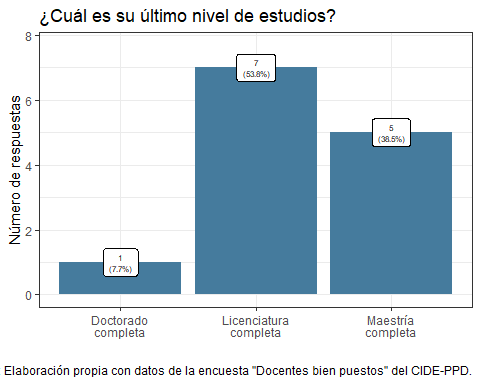 ¿Cuál es su último nivel de estudios?
Número de respuestas
8
6
4
2
0
1
(7.7%)
7
(53.8%)
5
(38.5%)
Doctorado
completa
Licenciatura
completa
Maestría
completa
Elaboración propia con datos de la encuesta "Docentes bien puestos" del CIDE-PPD.